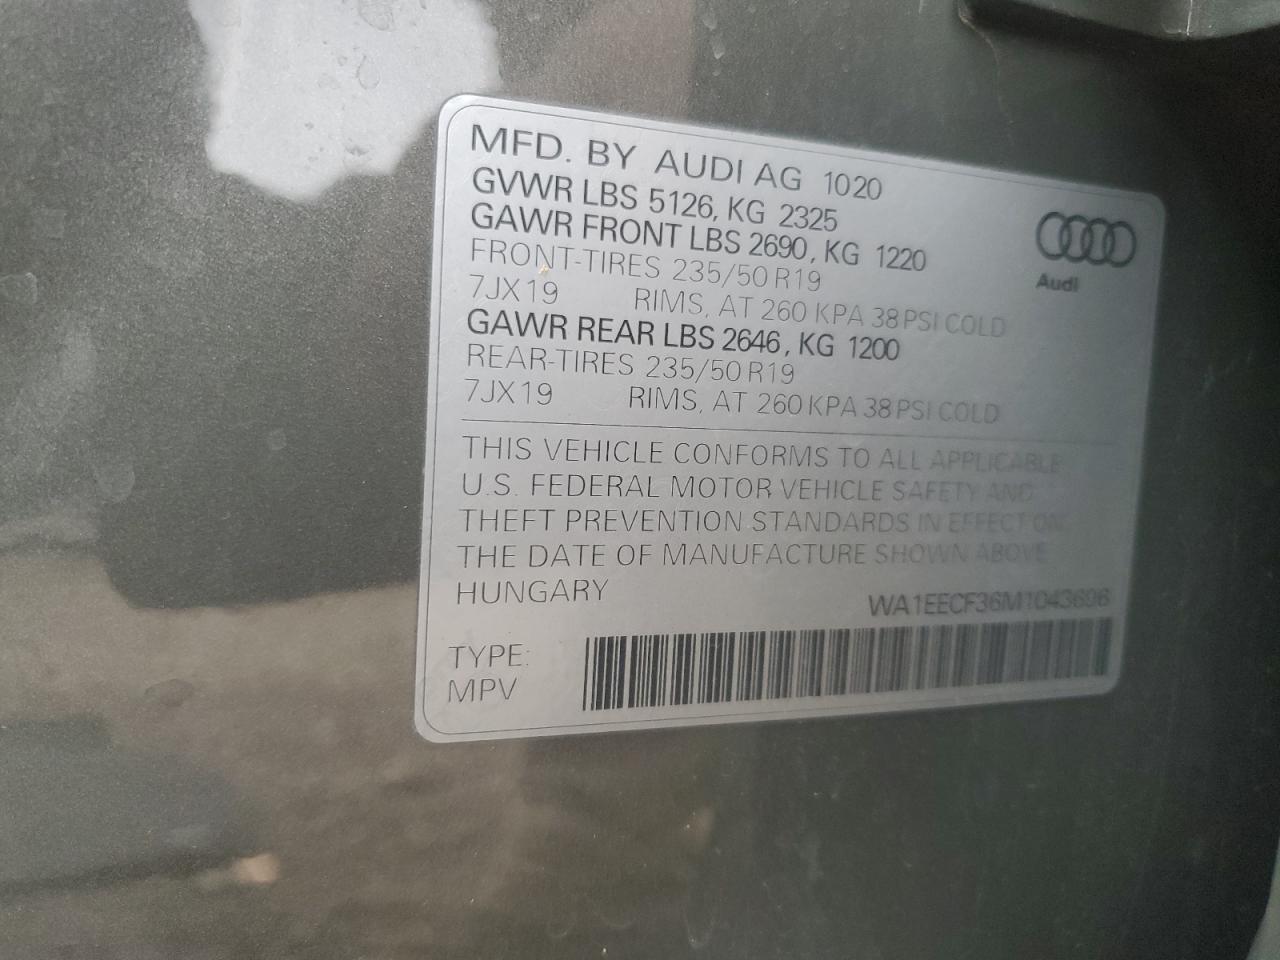 MFD. BY AUDI AG 1020
GVWR LBS 5126, KG 2325
GAWR FRONT LBS 2690, KG 1220
FRONT-TIRES 235/50 R19
7JX19 RIMS, AT 260 KPA 38 PSI COLD
GAWR REAR LBS 2646, KG 1200
REAR-TIRES 235/50 R19
7JX19 RIMS, AT 260 KPA 38 PSI COLD
Audi
THIS VEHICLE CONFORMS TO ALL APPLICABLE
U.S. FEDERAL MOTOR VEHICLE SAFETY AND
THEFT PREVENTION STANDARDS IN EFFECT ON
THE DATE OF MANUFACTURE SHOWN ABOVE
HUNGARY
WA1EECF36M1043696
TYPE:
MPV